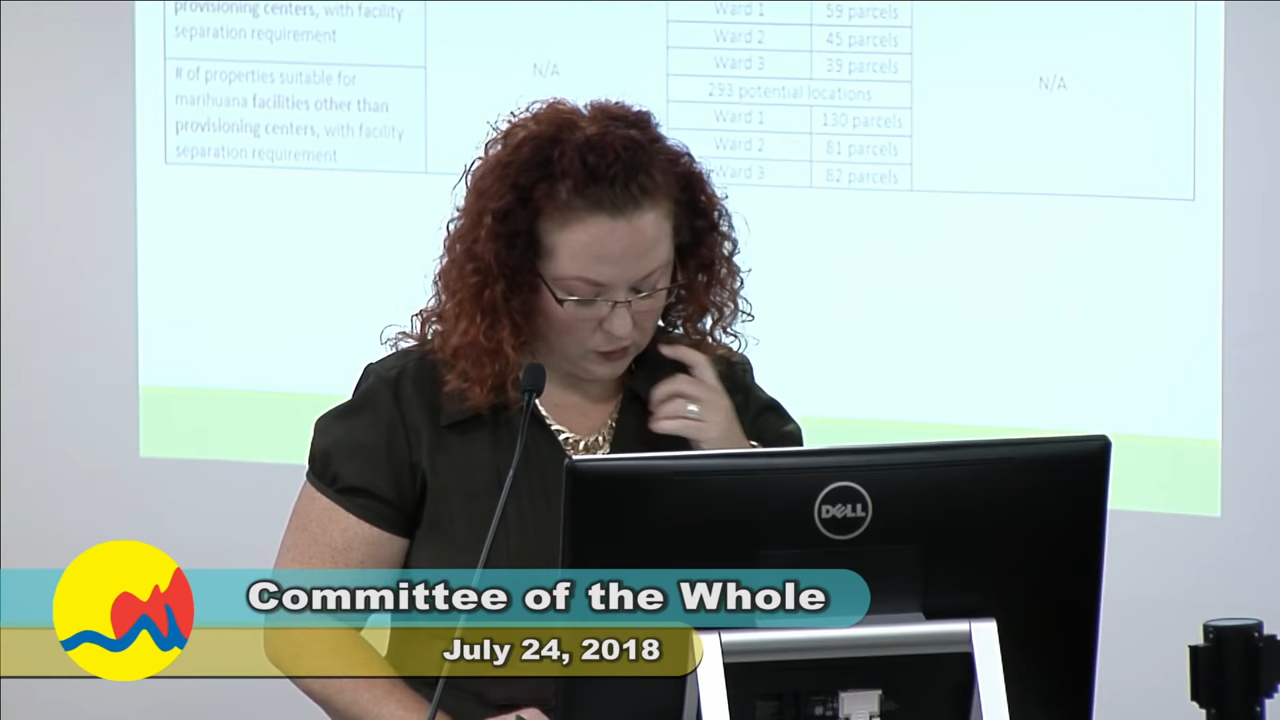 provisioning centers, with facility
separation requirement
Ward 1 59 parcels
Ward 2 45 parcels
Ward 3 39 parcels
N/A
# of properties suitable for
marihuana facilities other than
provisioning centers, with facility
separation requirement
N/A
293 potential locations
Ward 1 130 parcels
Ward 2 81 parcels
Ward 3 82 parcels
DELL
Committee of the Whole
July 24, 2018